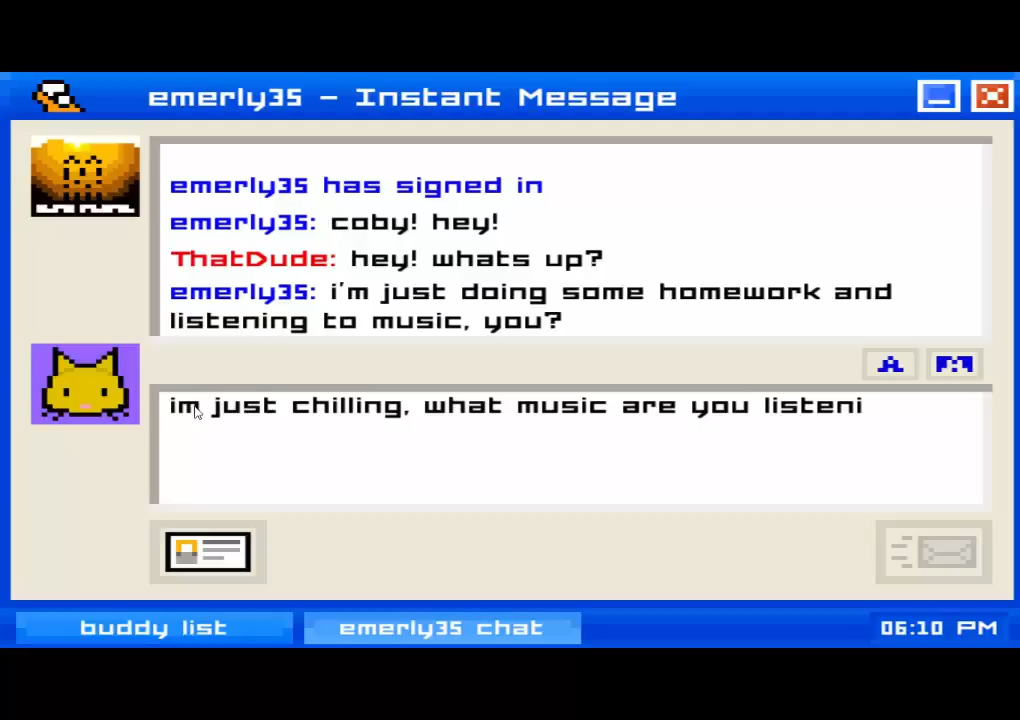 emerly35 - Instant Message
emerly35 has signed in
emerly35: coby! hey!
ThatDude: hey! whats up?
emerly35: i'm just doing some homework and
listening to music, you?
A
im just chilling, what music are you listeni
buddy list
emerly35 chat
06:10 PM